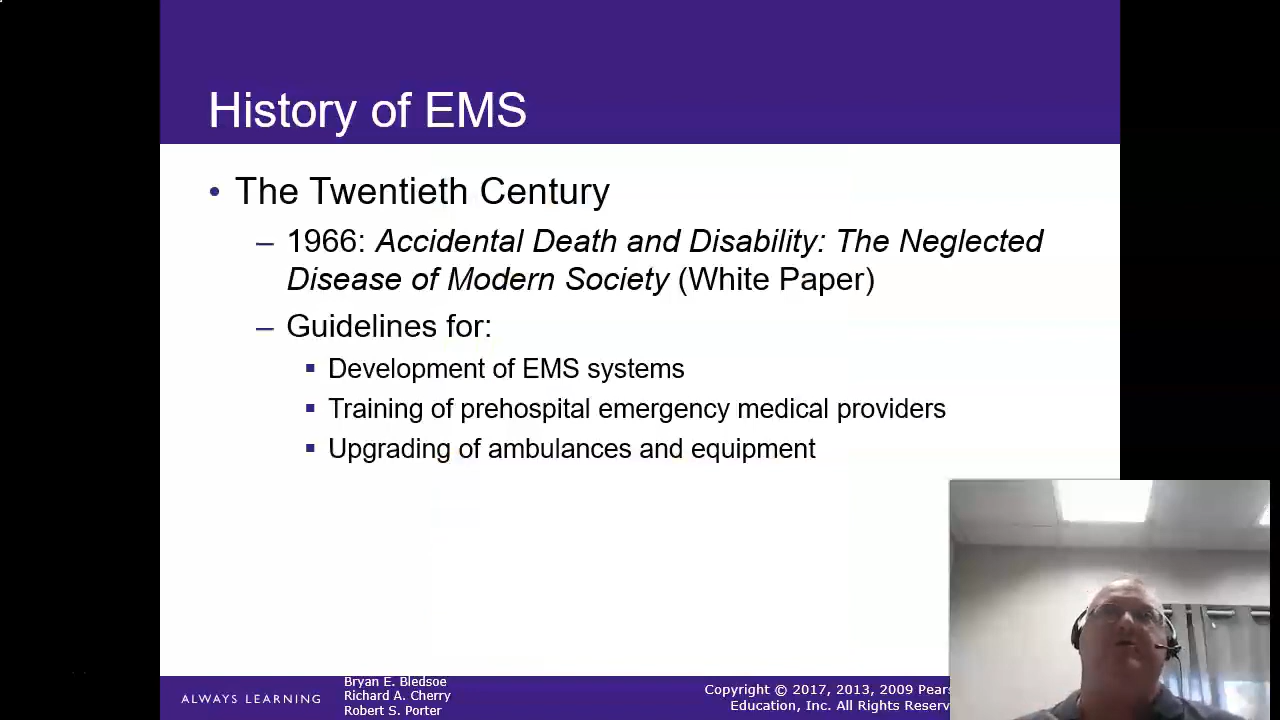 History of EMS
• The Twentieth Century
– 1966: Accidental Death and Disability: The Neglected
Disease of Modern Society (White Paper)
– Guidelines for:
▪ Development of EMS systems
▪ Training of prehospital emergency medical providers
▪ Upgrading of ambulances and equipment
ALWAYS LEARNING
Bryan E. Bledsoe
Richard A. Cherry
Robert S. Porter
Copyright © 2017, 2013, 2009 Pears
Education, Inc. All Rights Reserv